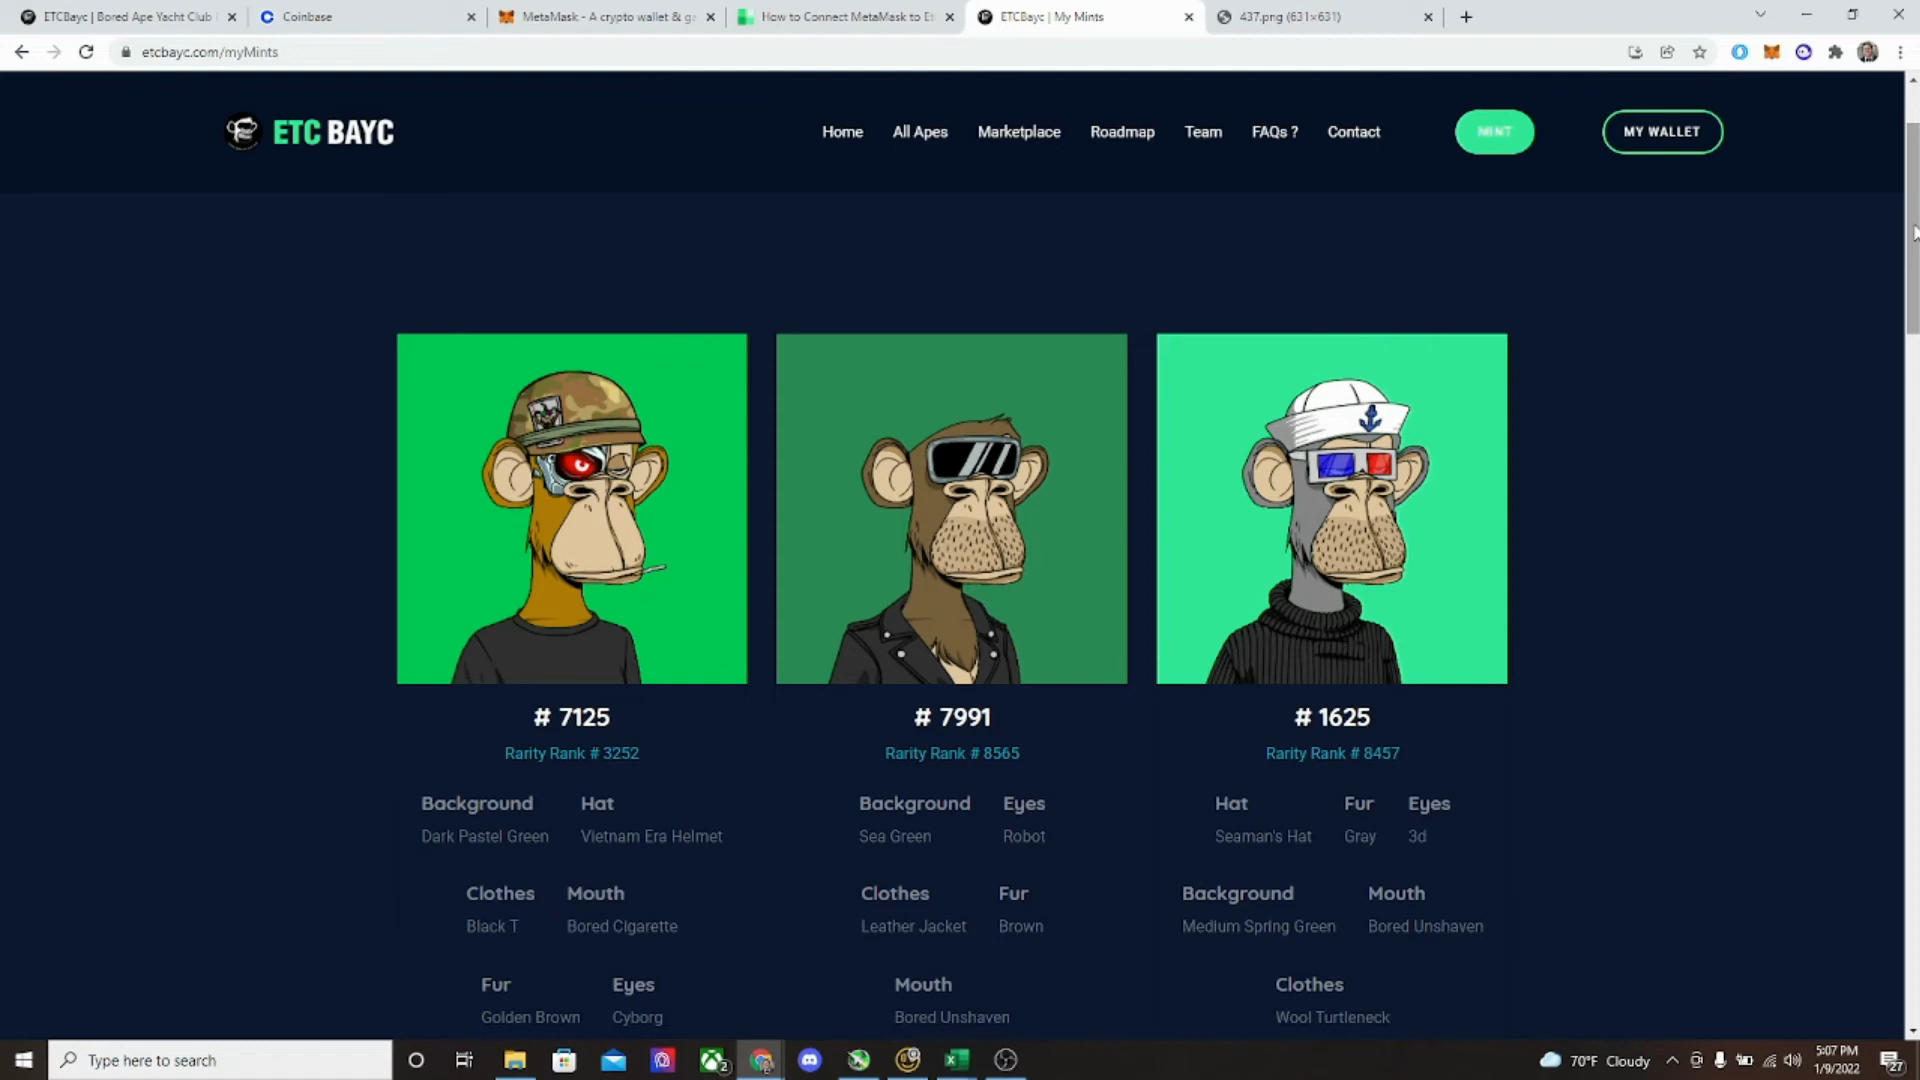 ETCBayc | Bored Ape Yacht Club
Coinbase
MetaMask - A crypto wallet & ga
How to Connect MetaMask to Et
ETCBayc | My Mints
437.png (631×631)
etcbayc.com/myMints
ETC BAYC
Home
All Apes
Marketplace
Roadmap
Team
FAQs ?
Contact
MINT
MY WALLET
# 7125
# 7991
# 1625
Rarity Rank # 3252
Rarity Rank # 8565
Rarity Rank # 8457
Background Hat
Dark Pastel Green Vietnam Era Helmet
Clothes Mouth
Black T Bored Cigarette
Fur Eyes
Golden Brown Cyborg
Background Eyes
Sea Green Robot
Clothes Fur
Leather Jacket Brown
Mouth
Bored Unshaven
Hat Fur Eyes
Seaman's Hat Gray 3d
Background Mouth
Medium Spring Green Bored Unshaven
Clothes
Wool Turtleneck
Type here to search
2
70°F Cloudy
5:07 PM
1/9/2022
27